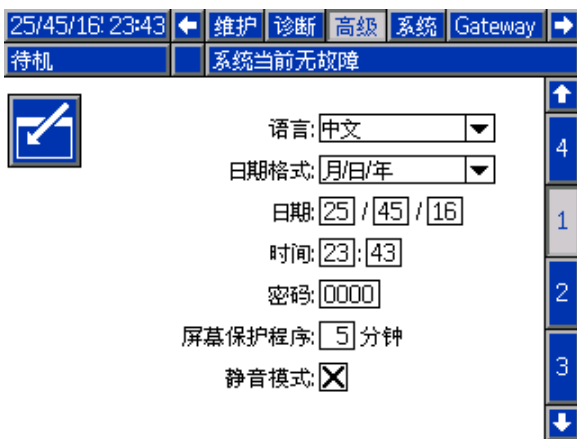 25/45/16 23:43 维护 诊断 高级 系统 Gateway
待机 系统当前无故障
语言: 中文
4
日期格式: 月/日/年
日期: 25 / 45 / 16
1
时间: 23 : 43
密码: 0000
2
屏幕保护程序: 5 分钟
静音模式:
3